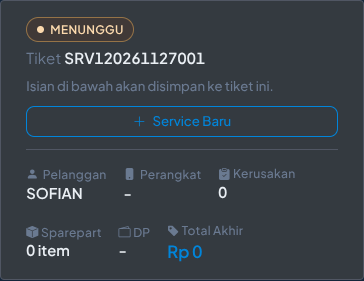 MENUNGGU
Tiket SRV120261127001
Isian di bawah akan disimpan ke tiket ini.
+ Service Baru
Pelanggan Perangkat Kerusakan
SOFIAN - 0
Sparepart DP Total Akhir
0 item - Rp 0